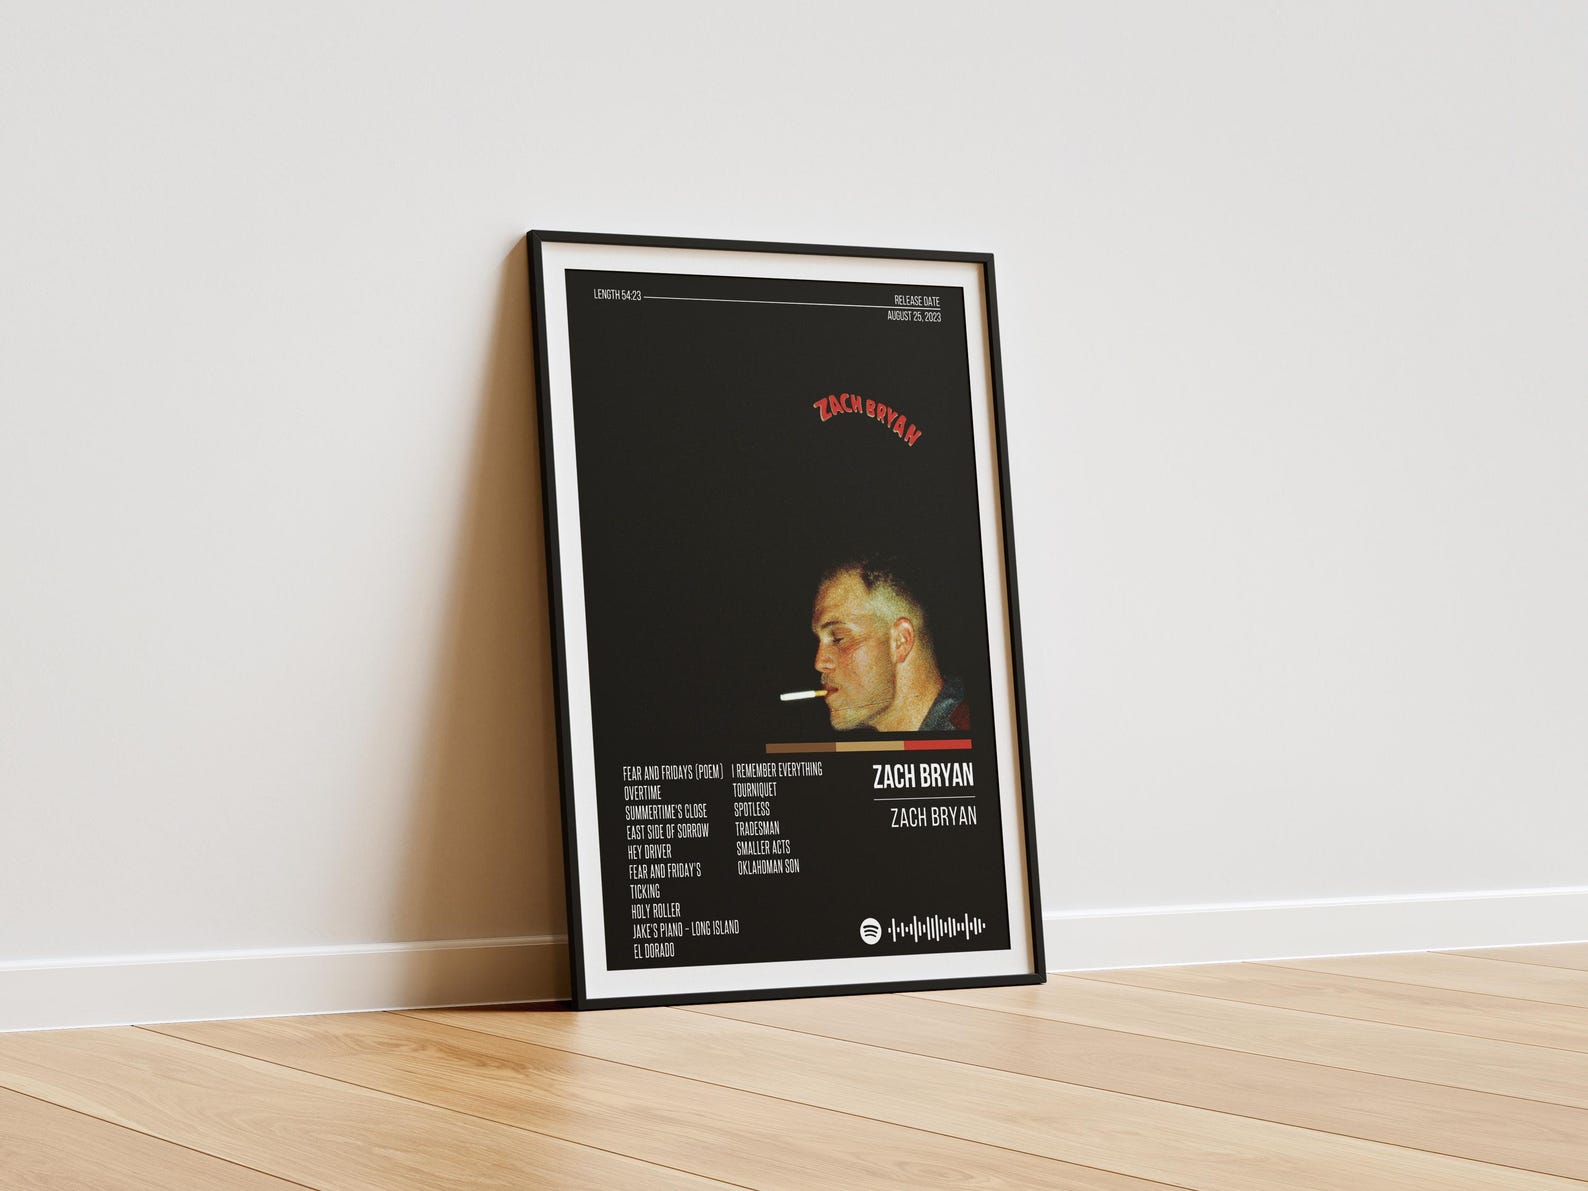 LENGTH 54:23
RELEASE DATE
AUGUST 25, 2023
ZACH BRYAN
FEAR AND FRIDAYS (POEM)
OVERTIME
SUMMERTIME'S CLOSE
EAST SIDE OF SORROW
HEY DRIVER
FEAR AND FRIDAY'S
TICKING
HOLY ROLLER
JAKE'S PIANO - LONG ISLAND
EL DORADO
I REMEMBER EVERYTHING
TOURNIQUET
SPOTLESS
TRADESMAN
SMALLER ACTS
OKLAHOMAN SON
ZACH BRYAN
ZACH BRYAN